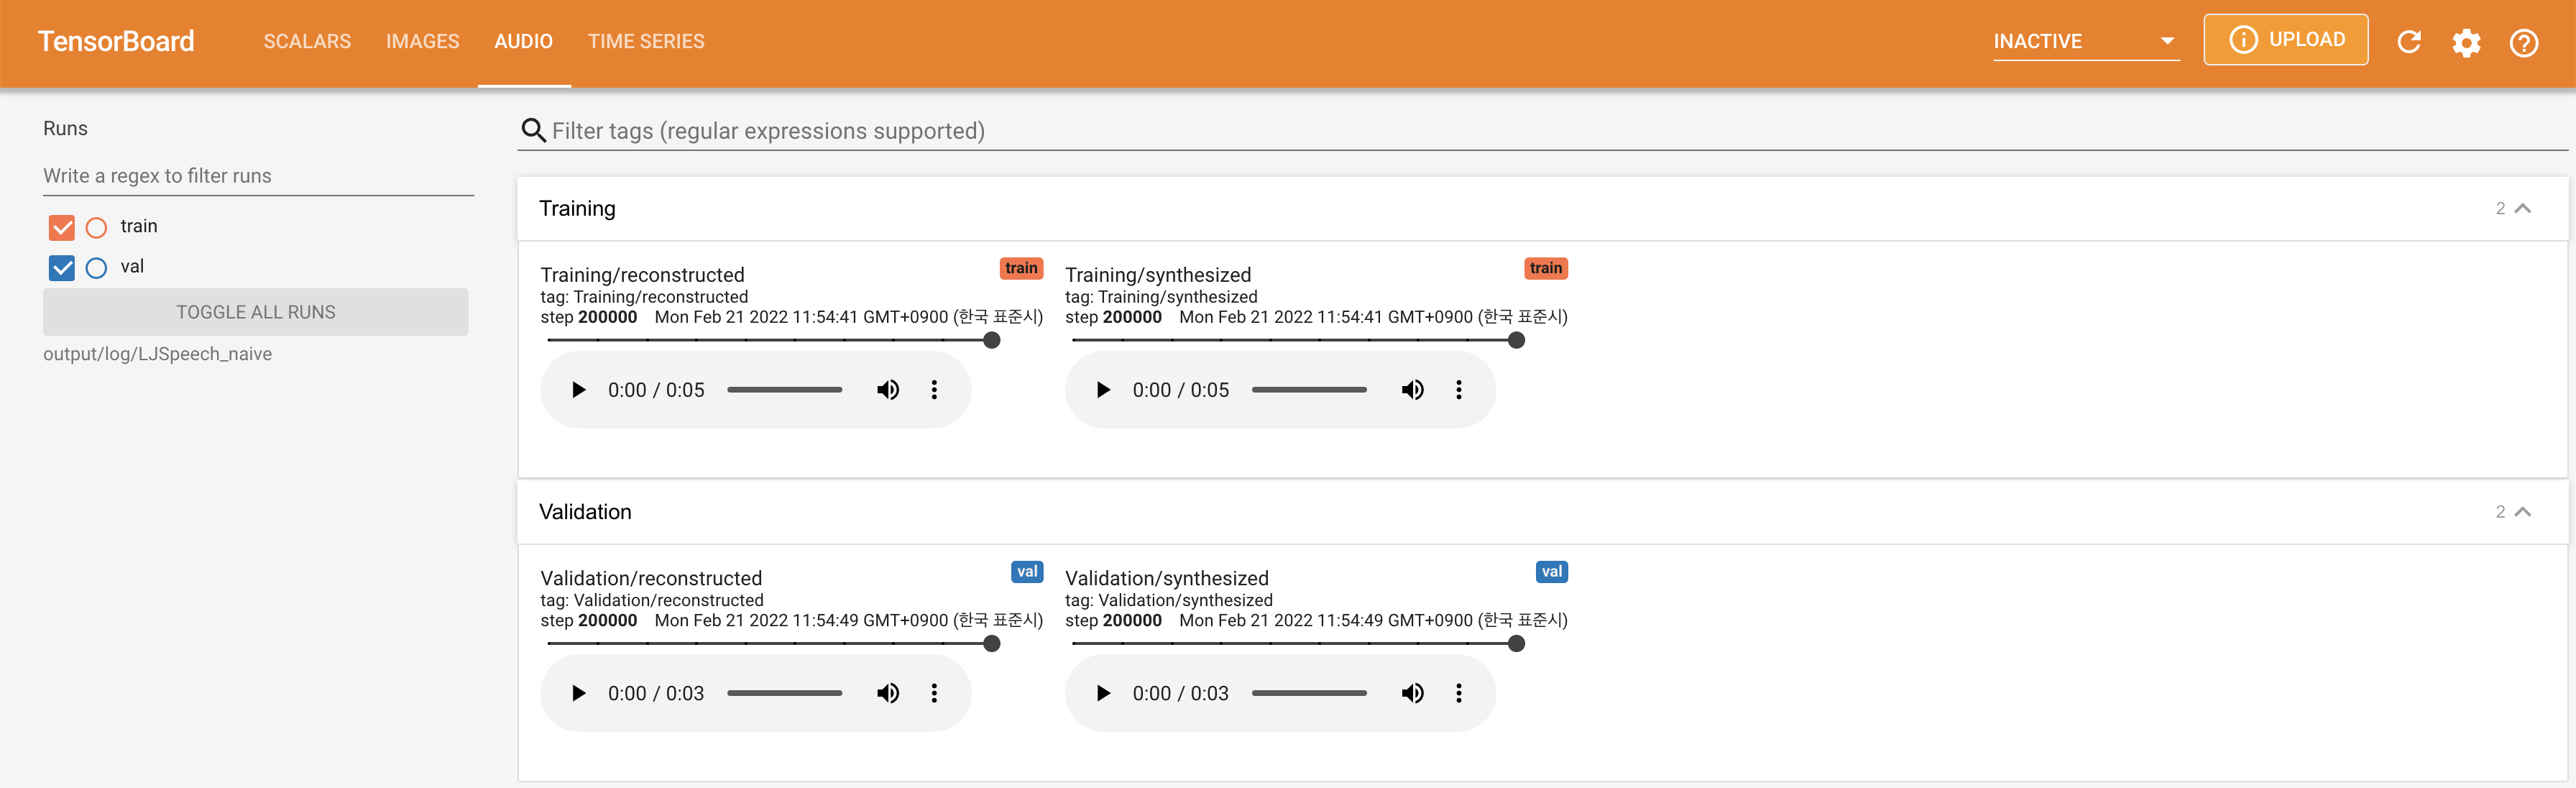 TensorBoard SCALARS IMAGES AUDIO TIME SERIES INACTIVE UPLOAD
Runs
Write a regex to filter runs
train
val
TOGGLE ALL RUNS
output/log/LJSpeech_naive
Filter tags (regular expressions supported)
Training 2
Training/reconstructed train
tag: Training/reconstructed
step 200000 Mon Feb 21 2022 11:54:41 GMT+0900 (한국 표준시)
0:00 / 0:05
Training/synthesized train
tag: Training/synthesized
step 200000 Mon Feb 21 2022 11:54:41 GMT+0900 (한국 표준시)
0:00 / 0:05
Validation 2
Validation/reconstructed val
tag: Validation/reconstructed
step 200000 Mon Feb 21 2022 11:54:49 GMT+0900 (한국 표준시)
0:00 / 0:03
Validation/synthesized val
tag: Validation/synthesized
step 200000 Mon Feb 21 2022 11:54:49 GMT+0900 (한국 표준시)
0:00 / 0:03